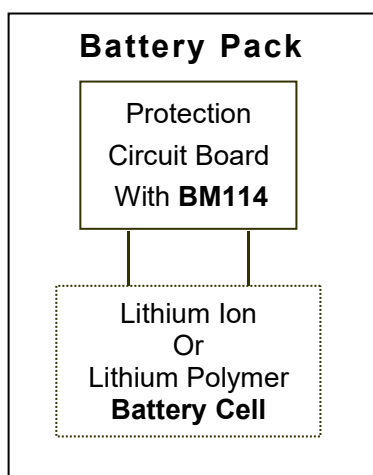 Battery Pack
Protection
Circuit Board
With BM114
Lithium Ion
Or
Lithium Polymer
Battery Cell